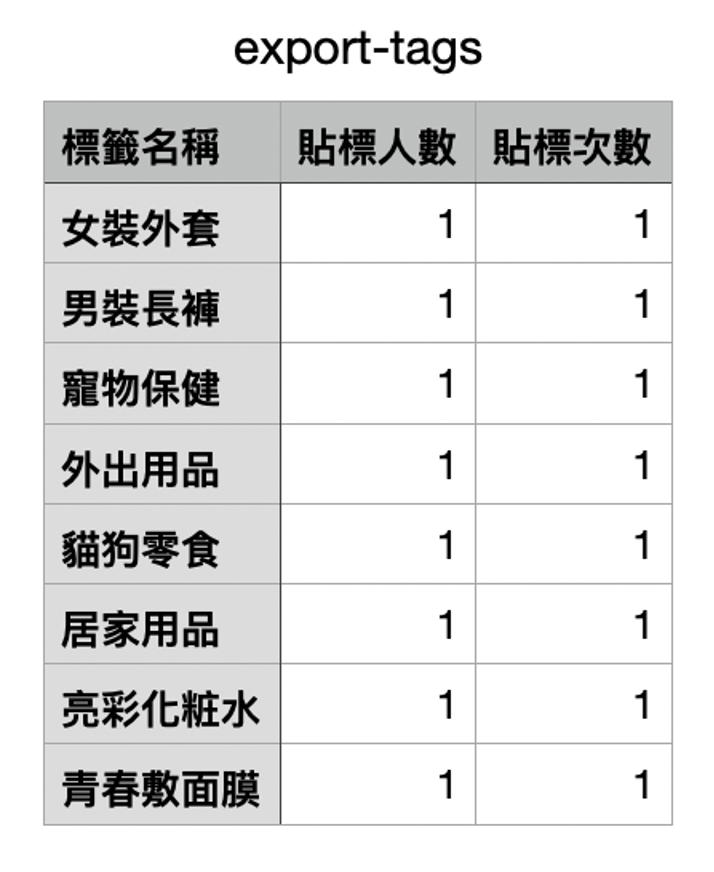 export-tags
標籤名稱 貼標人數 貼標次數
女裝外套 1 1
男裝長褲 1 1
寵物保健 1 1
外出用品 1 1
貓狗零食 1 1
居家用品 1 1
亮彩化粧水 1 1
青春敷面膜 1 1